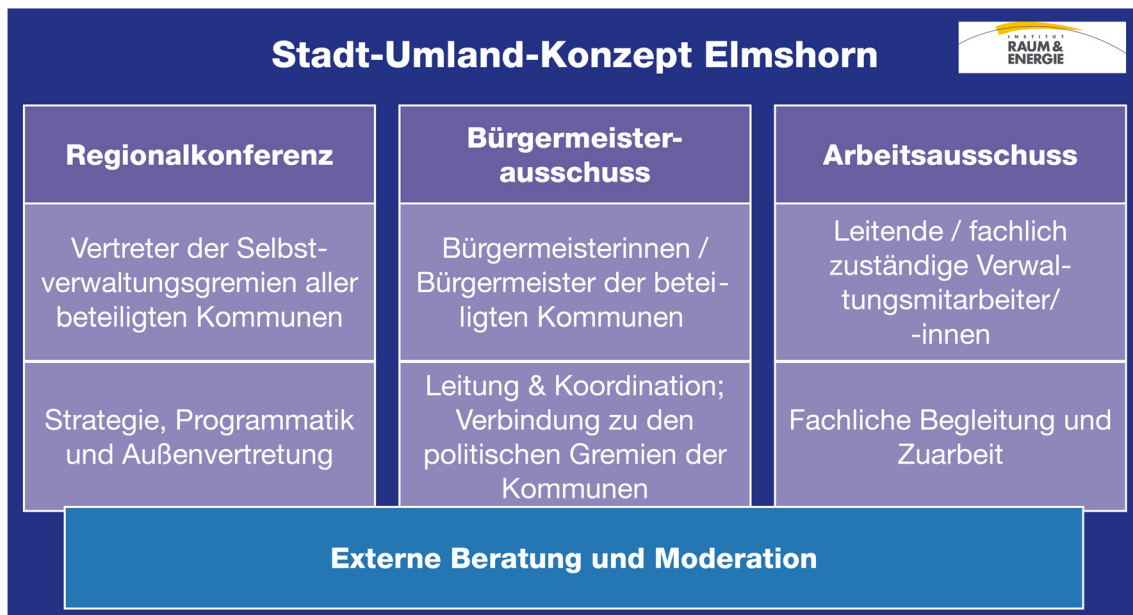 Stadt-Umland-Konzept Elmshorn
INSTITUT
RAUM &
ENERGIE
Regionalkonferenz
Vertreter der Selbst-
verwaltungsgremien aller
beteiligten Kommunen
Strategie, Programmatik
und Außenvertretung
Bürgermeister-
ausschuss
Bürgermeisterinnen /
Bürgermeister der betei-
ligten Kommunen
Leitung & Koordination;
Verbindung zu den
politischen Gremien der
Kommunen
Arbeitsausschuss
Leitende / fachlich
zuständige Verwal-
tungsmitarbeiter/
-innen
Fachliche Begleitung und
Zuarbeit
Externe Beratung und Moderation